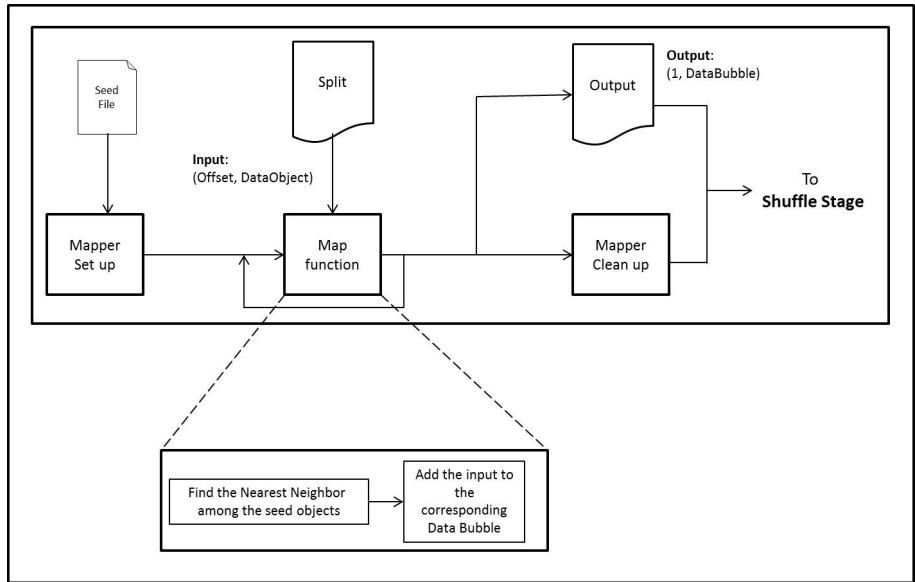 Seed
File
Split
Input:
(Offset, DataObject)
Output
Output:
(1, DataBubble)
To
Shuffle Stage
Mapper
Set up
Map
function
Mapper
Clean up
Find the Nearest Neighbor
among the seed objects
Add the input to
the
corresponding
Data Bubble